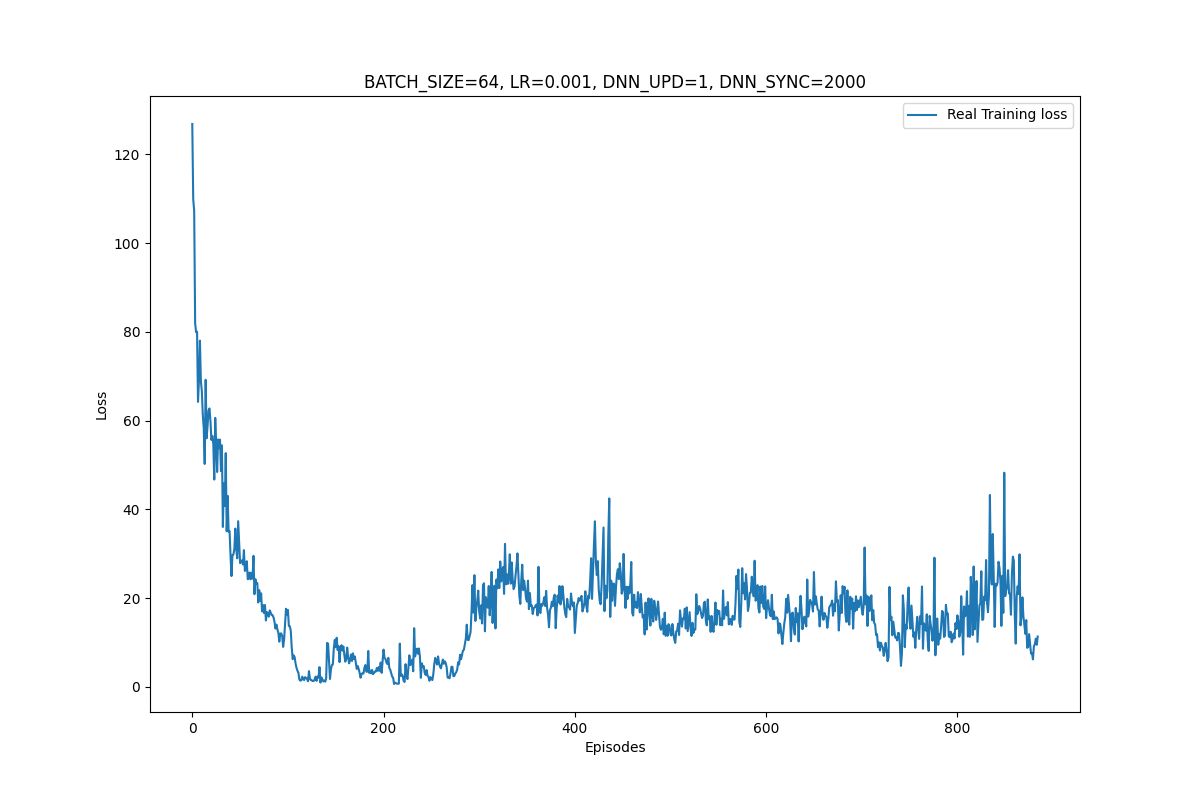 BATCH_SIZE=64, LR=0.001, DNN_UPD=1, DNN_SYNC=2000
Real Training loss
120
100
80
60
40
20
0
Loss
0 200 400 600 800
Episodes